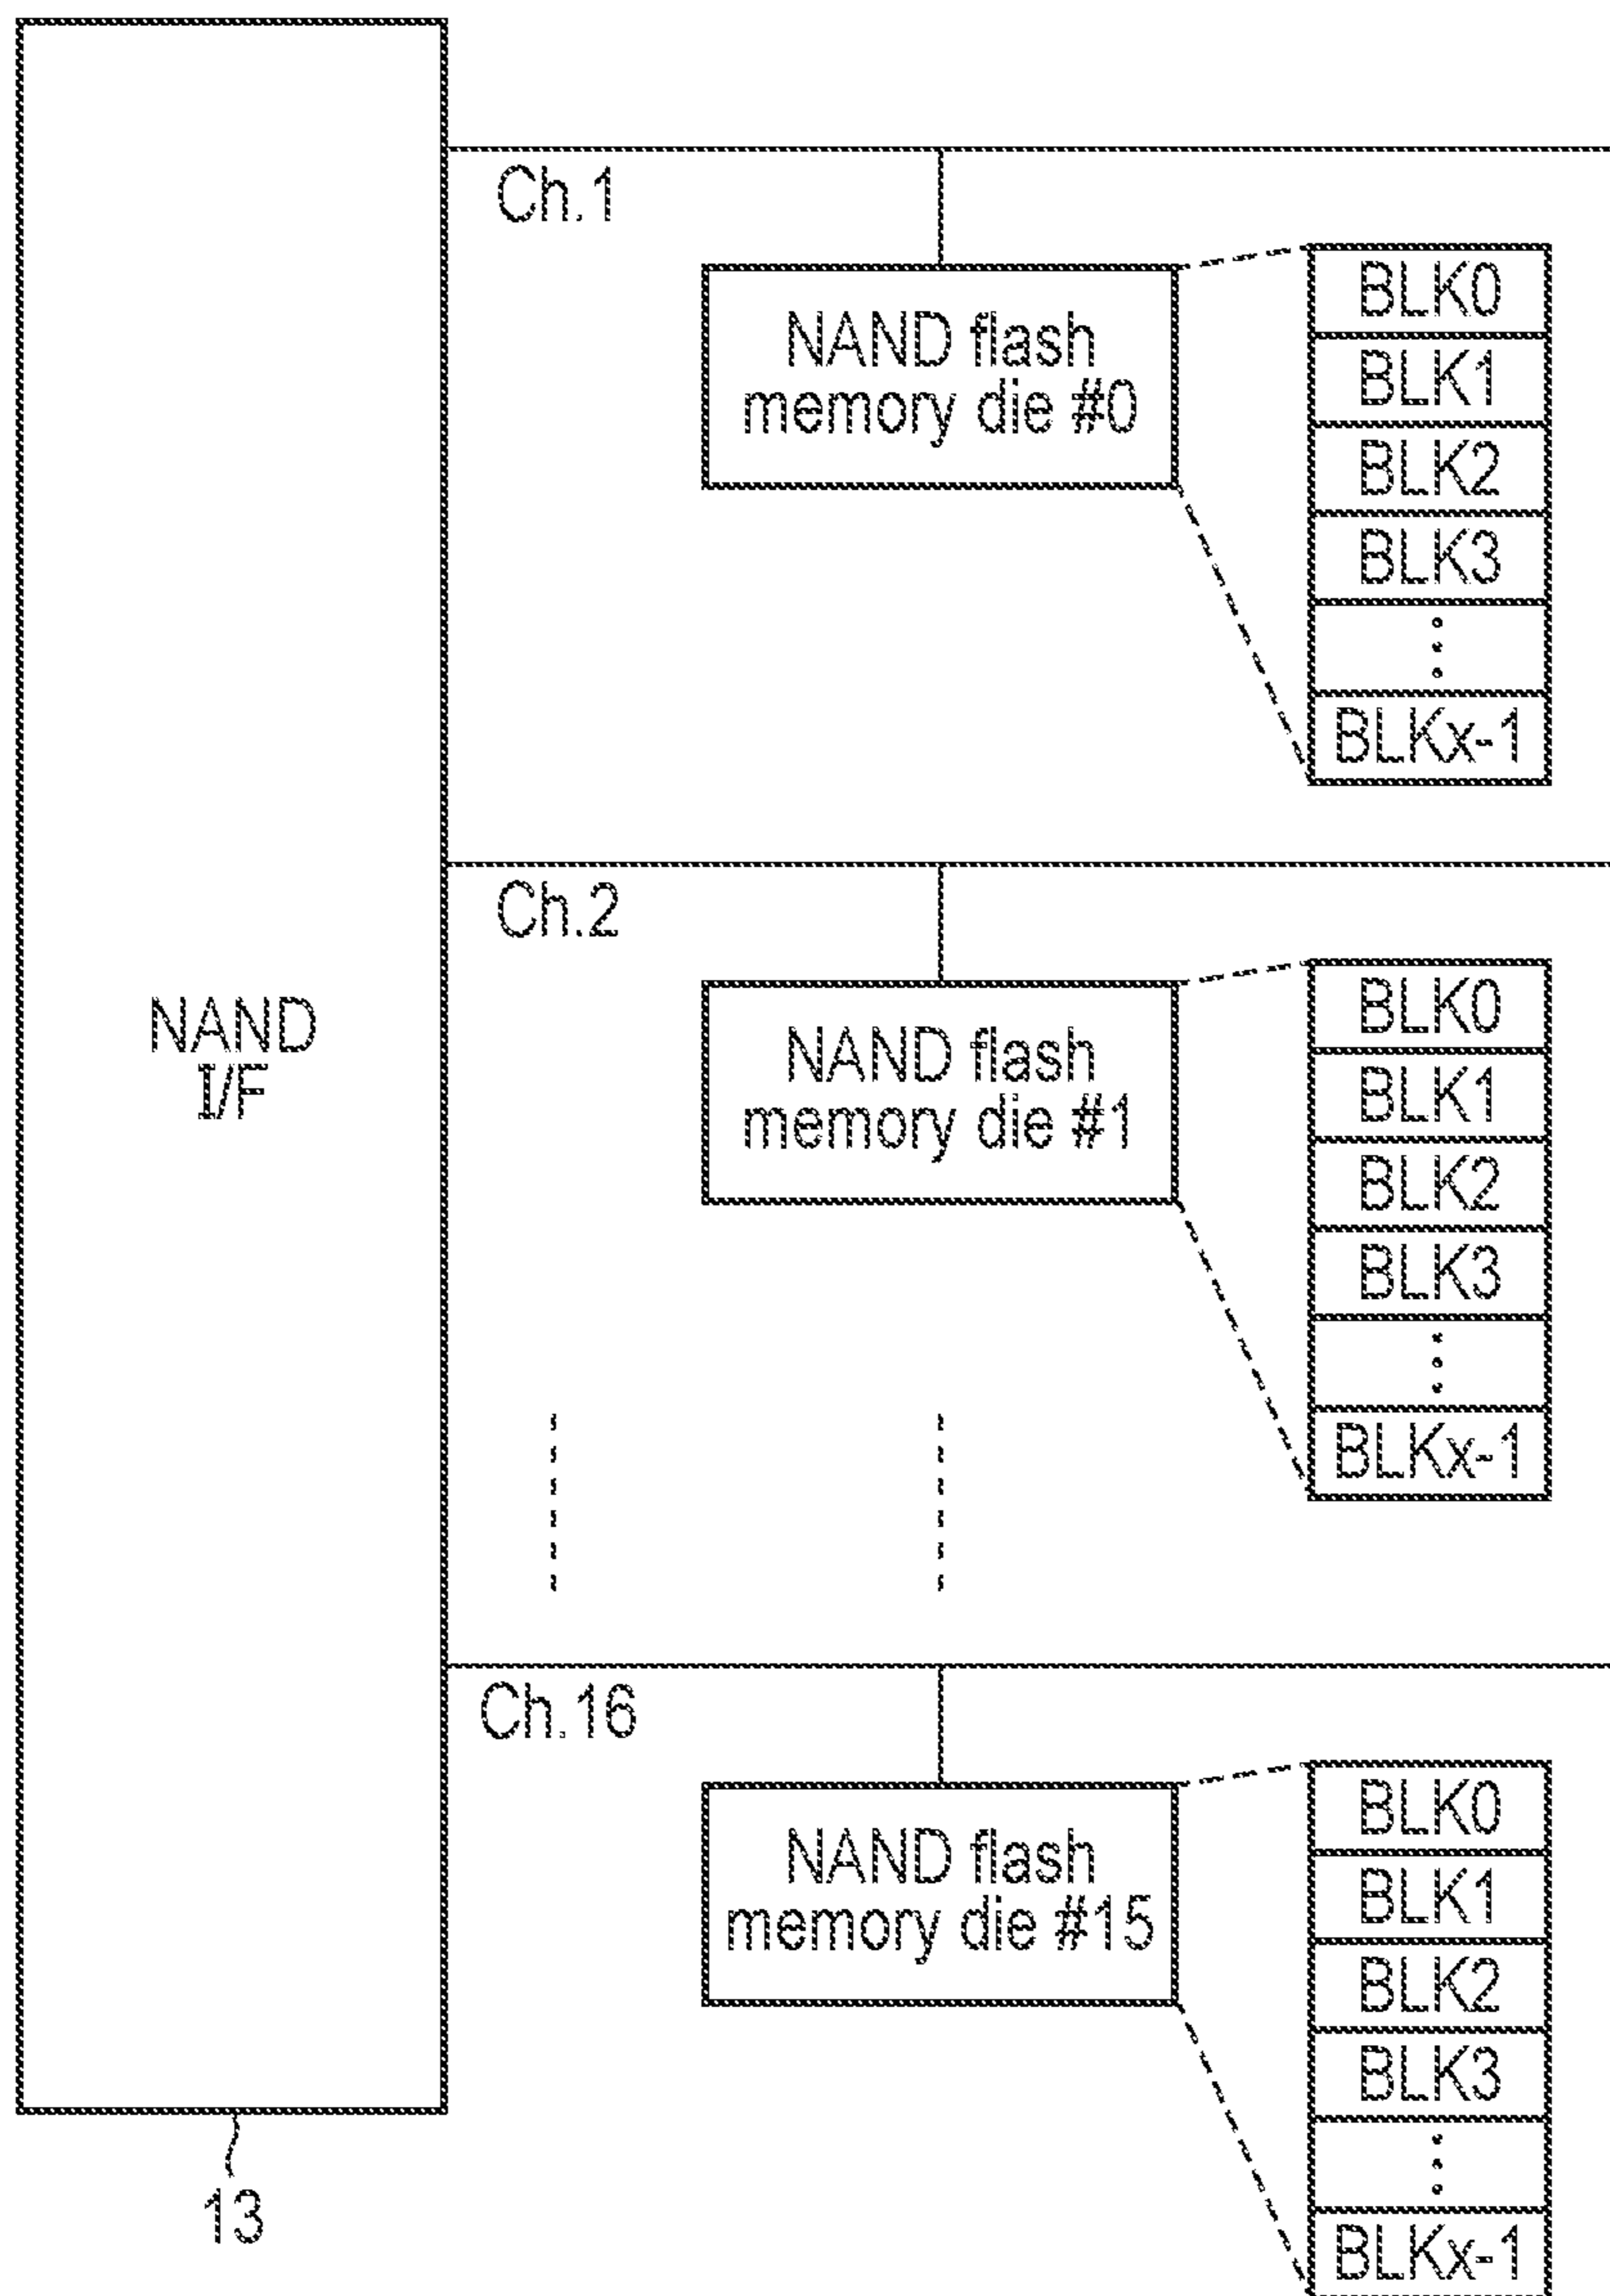 NAND
I/F
13
Ch.1
NAND flash
memory die #0
BLK0
BLK1
BLK2
BLK3
BLKx-1
Ch.2
NAND flash
memory die #1
BLK0
BLK1
BLK2
BLK3
BLKx-1
Ch.16
NAND flash
memory die #15
BLK0
BLK1
BLK2
BLK3
BLKx-1